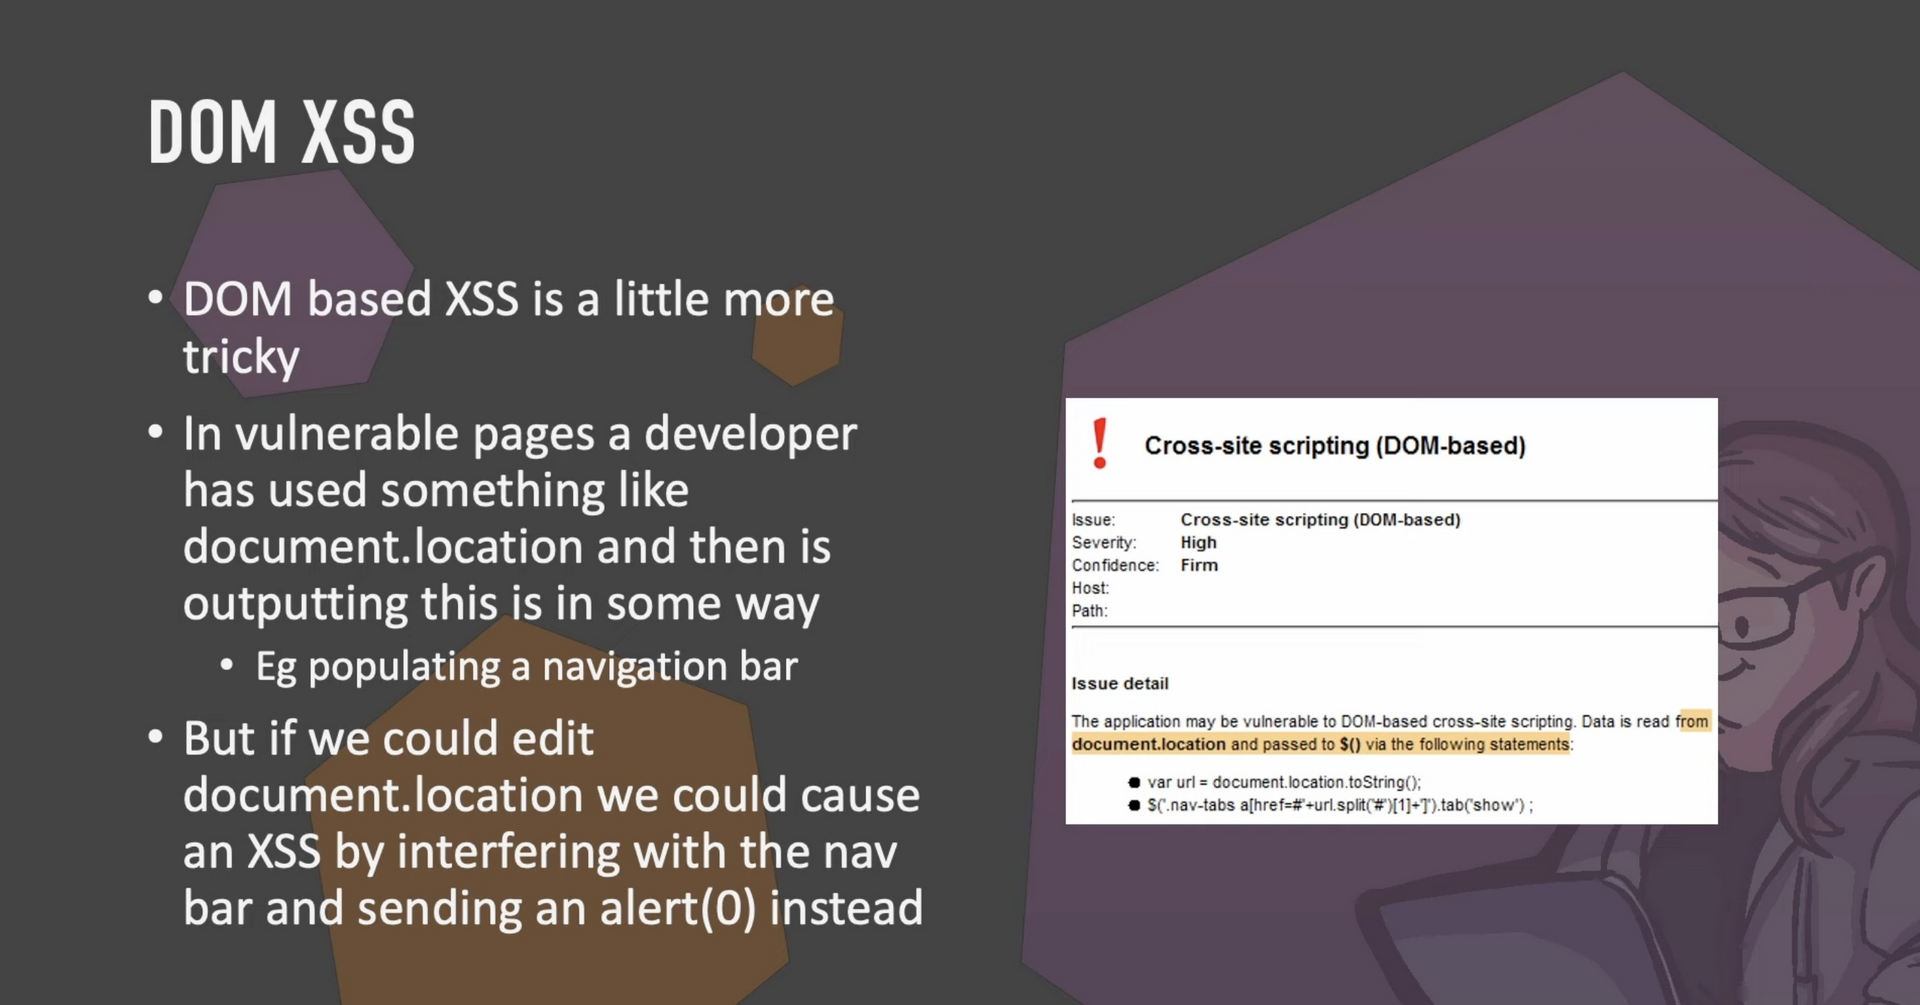 DOM XSS
• DOM based XSS is a little more
tricky
• In vulnerable pages a developer
has used something like
document.location and then is
outputting this is in some way
• Eg populating a navigation bar
• But if we could edit
document.location we could cause
an XSS by interfering with the nav
bar and sending an alert(0) instead
! Cross-site scripting (DOM-based)
Issue: Cross-site scripting (DOM-based)
Severity: High
Confidence: Firm
Host:
Path:
Issue detail
The application may be vulnerable to DOM-based cross-site scripting. Data is read from
document.location and passed to $() via the following statements:
● var url = document.location.toString();
● $('.nav-tabs a[href=#'+url.split('#')[1]+']').tab('show') ;